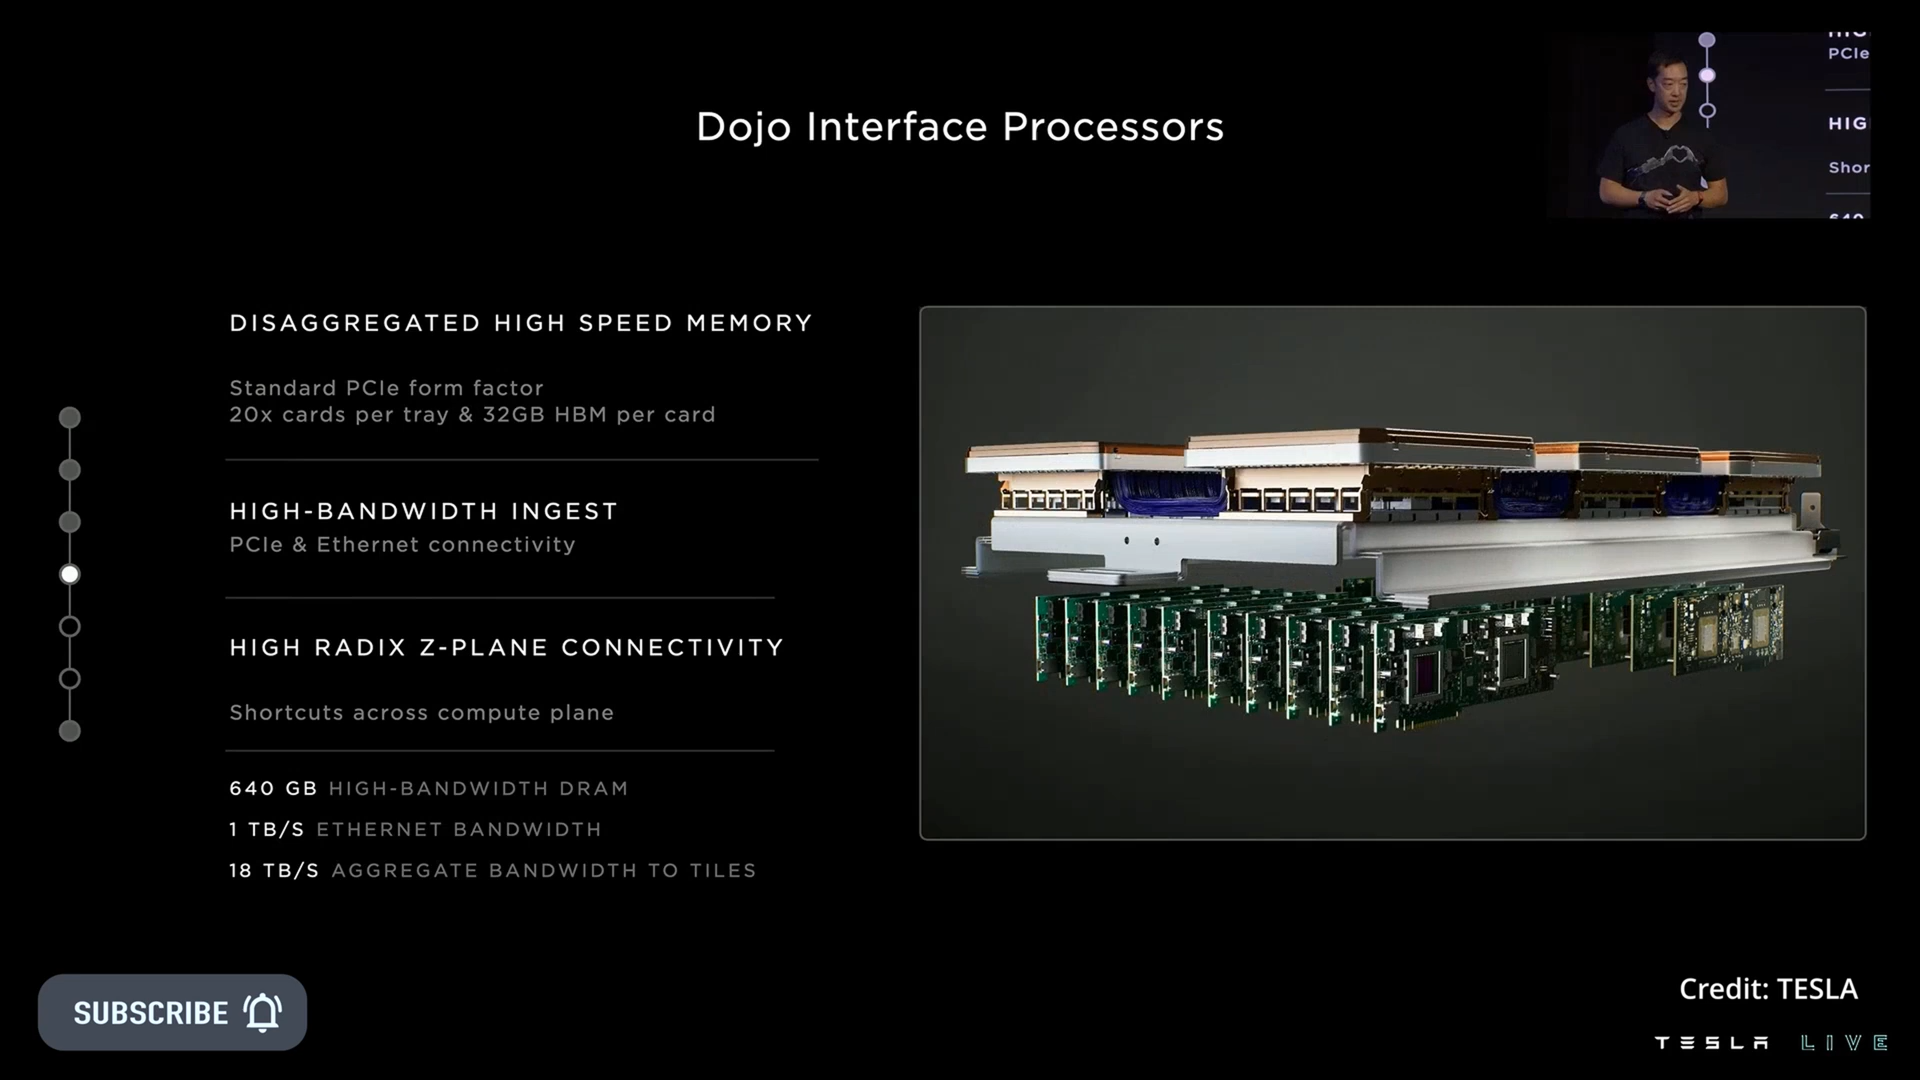 Dojo Interface Processors
PCIe
HIG
Shor
DISAGGREGATED HIGH SPEED MEMORY
Standard PCIe form factor
20x cards per tray & 32GB HBM per card
HIGH-BANDWIDTH INGEST
PCIe & Ethernet connectivity
HIGH RADIX Z-PLANE CONNECTIVITY
Shortcuts across compute plane
640 GB HIGH-BANDWIDTH DRAM
1 TB/S ETHERNET BANDWIDTH
18 TB/S AGGREGATE BANDWIDTH TO TILES
SUBSCRIBE
Credit: TESLA
TESLA LIVE